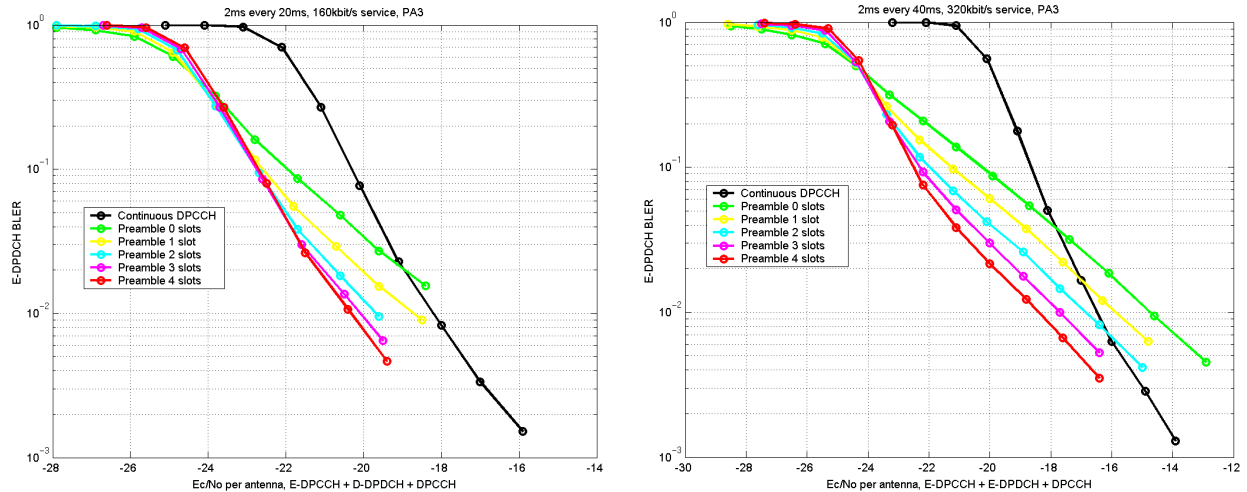 2ms every 20ms, 160kbit/s service, PA3
10^0
10^-1
10^-2
10^-3
E-DPDCH BLER
Continuous DPCCH
Preamble 0 slots
Preamble 1 slot
Preamble 2 slots
Preamble 3 slots
Preamble 4 slots
-28 -26 -24 -22 -20 -18 -16 -14
Ec/No per antenna, E-DPCCH + D-DPDCH + DPCCH
2ms every 40ms, 320kbit/s service, PA3
10^0
10^-1
10^-2
10^-3
E-DPDCH BLER
Continuous DPCCH
Preamble 0 slots
Preamble 1 slot
Preamble 2 slots
Preamble 3 slots
Preamble 4 slots
-30 -28 -26 -24 -22 -20 -18 -16 -14 -12
Ec/No per antenna, E-DPCCH + E-DPDCH + DPCCH